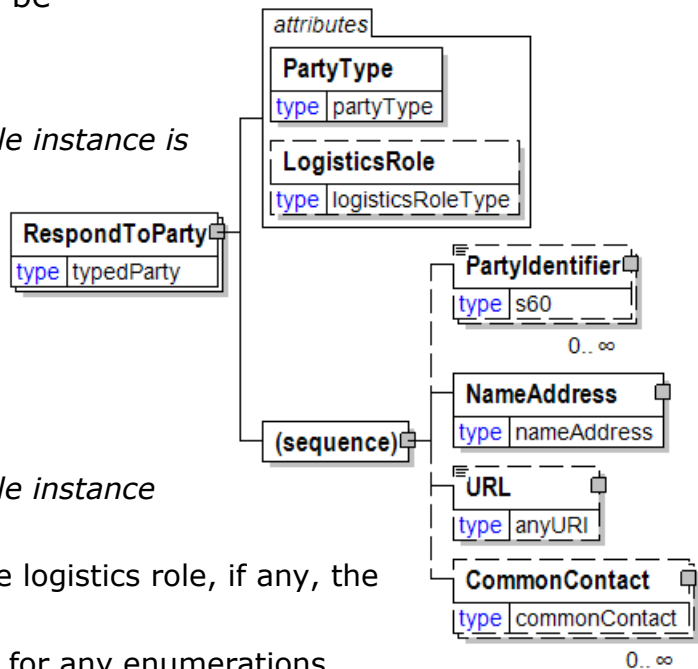 be
attributes
PartyType
type partyType
le instance is
LogisticsRole
type logisticsRoleType
RespondToParty
type typedParty
PartyIdentifier
type s60
0.. ∞
NameAddress
type nameAddress
(sequence)
URL
le instance
type anyURI
e logistics role, if any, the
CommonContact
type commonContact
for any enumerations
0.. ∞